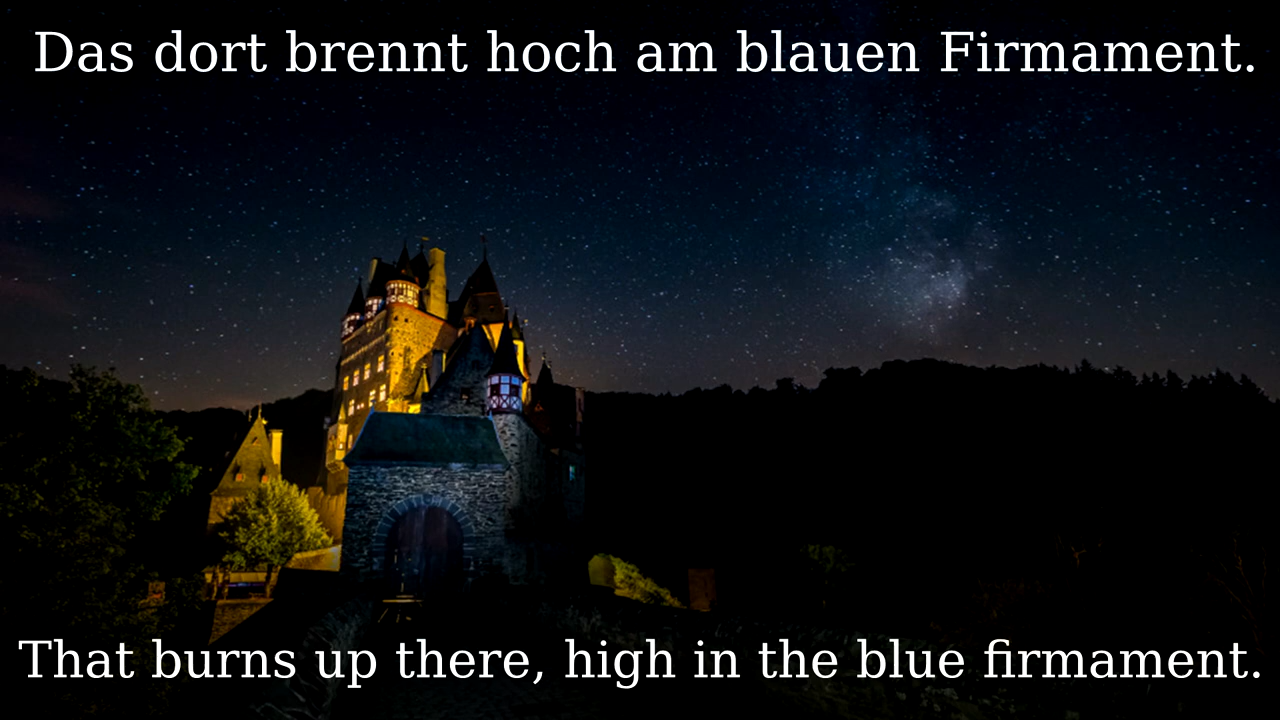 Das dort brennt hoch am blauen Firmament.
That burns up there, high in the blue firmament.